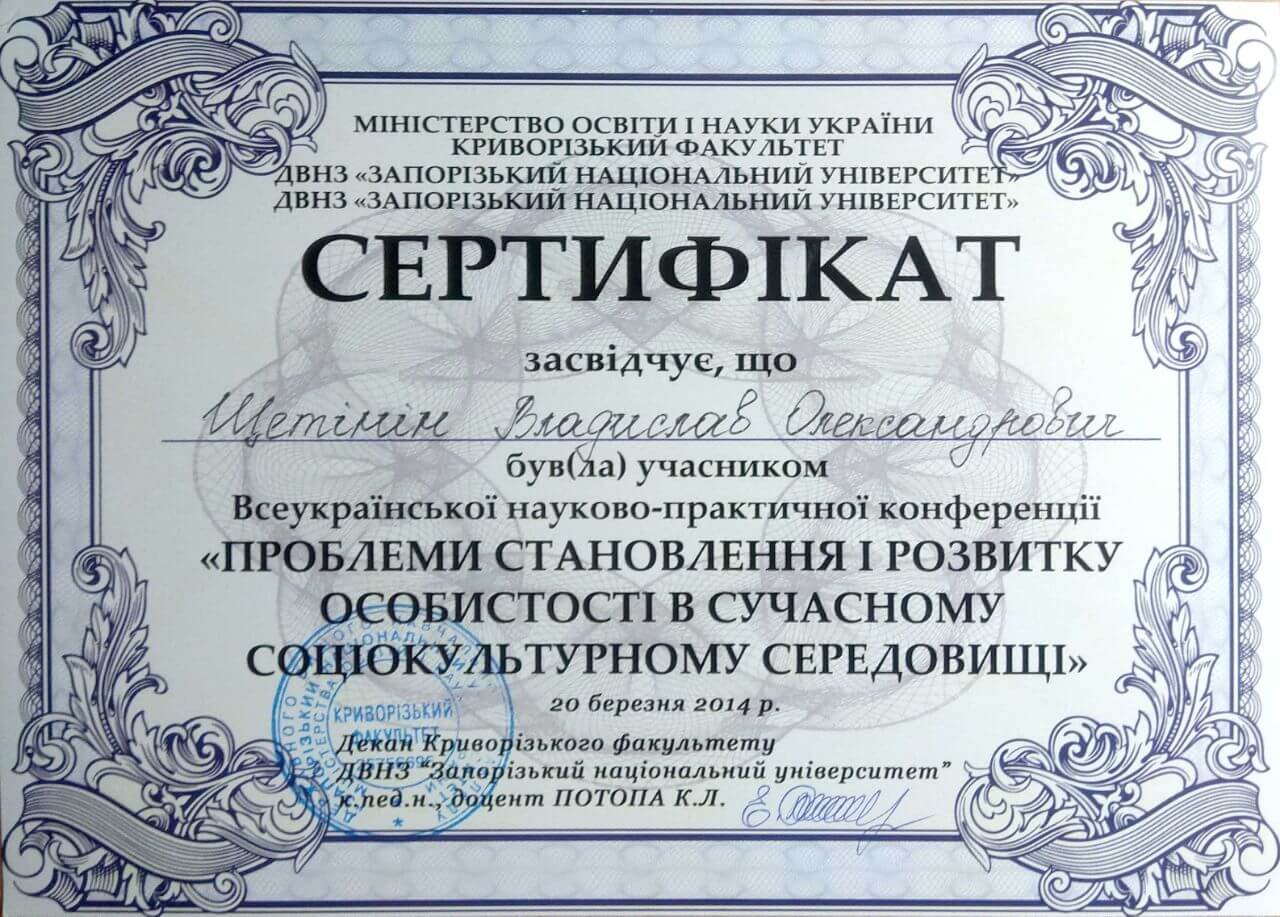 МІНІСТЕРСТВО ОСВІТИ І НАУКИ УКРАЇНИ
КРИВОРІЗЬКИЙ ФАКУЛЬТЕТ
ДВНЗ «ЗАПОРІЗЬКИЙ НАЦІОНАЛЬНИЙ УНІВЕРСИТЕТ»
ДВНЗ «ЗАПОРІЗЬКИЙ НАЦІОНАЛЬНИЙ УНІВЕРСИТЕТ»
СЕРТИФІКАТ
засвідчує, що
Щетінін Владислав Олександрович
був(ла) учасником
Всеукраїнської науково-практичної конференції
«ПРОБЛЕМИ СТАНОВЛЕННЯ І РОЗВИТКУ
ОСОБИСТОСТІ В СУЧАСНОМУ
СОЦІОКУЛЬТУРНОМУ СЕРЕДОВИЩІ»
20 березня 2014 р.
КРИВОРІЗЬКИЙ
ФАКУЛЬТЕТ
Декан Криворізького факультету
ДВНЗ "Запорізький національний університет"
к.пед.н., доцент ПОТОПА К.Л.